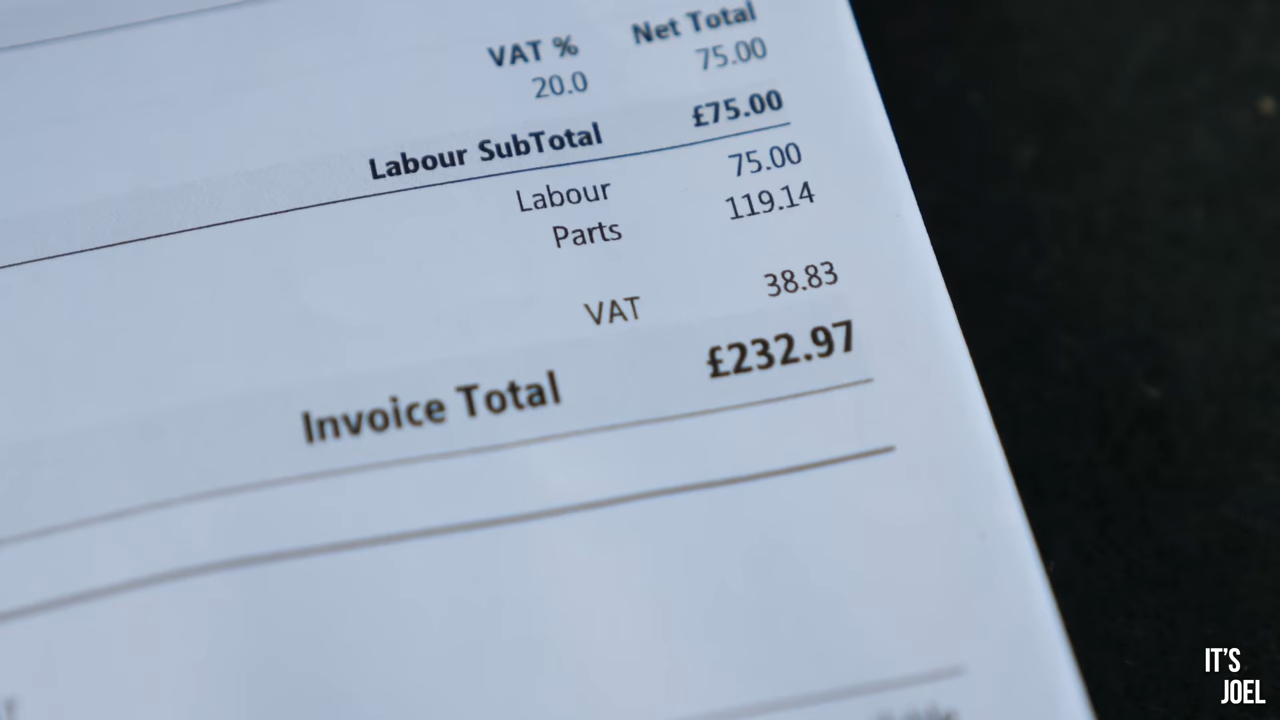 VAT % Net Total
20.0 75.00
Labour SubTotal £75.00
Labour 75.00
Parts 119.14
VAT 38.83
Invoice Total £232.97
IT'S
JOEL